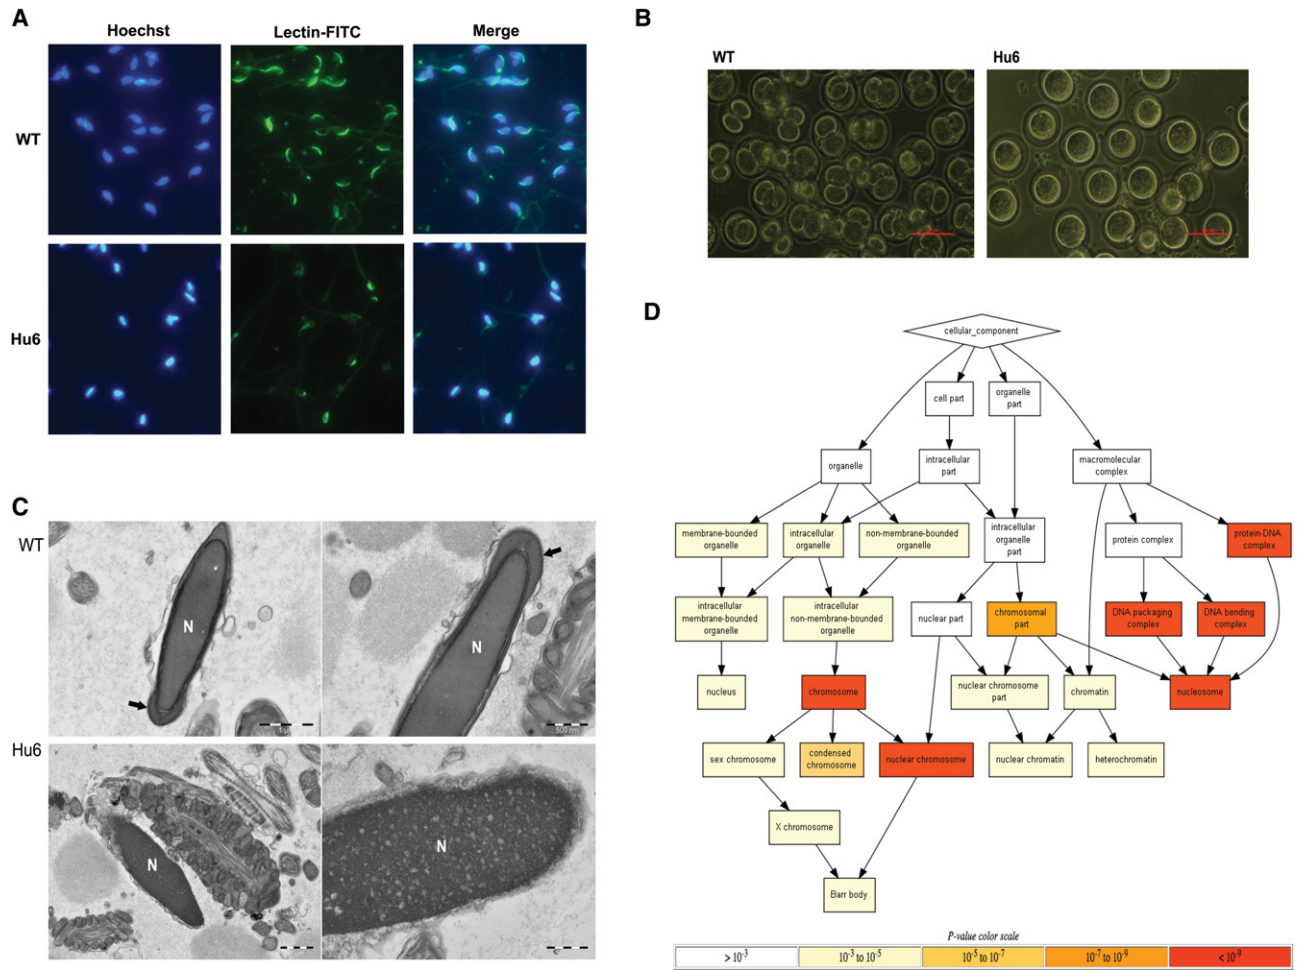 A
Hoechst
Lectin-FITC
Merge
WT
Hu6
B
WT
Hu6
C
WT
N
N
1 µm
500 nm
Hu6
N
N
D
cellular_component
cell part
organelle
part
organelle
intracellular
part
macromolecular
complex
membrane-bounded
organelle
intracellular
organelle
non-membrane-bounded
organelle
intracellular
organelle
part
protein complex
protein-DNA
complex
intracellular
membrane-bounded
organelle
intracellular
non-membrane-bounded
organelle
nuclear part
chromosomal
part
DNA packaging
complex
DNA bending
complex
nucleus
chromosome
nuclear chromosome
part
chromatin
nucleosome
sex chromosome
condensed
chromosome
nuclear chromosome
nuclear chromatin
heterochromatin
X chromosome
Barr body
P-value color scale
> 10⁻³
10⁻³ to 10⁻⁵
10⁻⁵ to 10⁻⁷
10⁻⁷ to 10⁻⁹
< 10⁻⁹